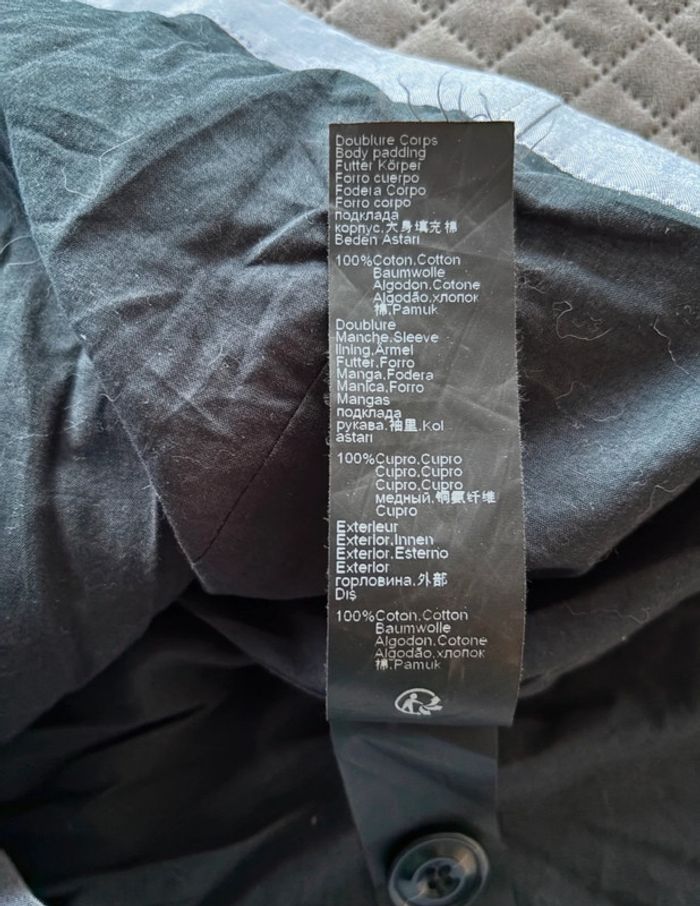 Doublure Corps
Body padding
Futter Körper
Forro cuerpo
Fodera Corpo
Forro corpo
подклада
корпус.大身填充棉
Beden Astarı
100%Coton.Cotton
Baumwolle
Algodon.Cotone
Algodão.хлопок
棉.Pamuk
Doublure
Manche.Sleeve
lining.Ärmel
Futter.Forro
Manga.Fodera
Manica.Forro
Mangas
подклада
рукава.袖里.Kol
astarı
100%Cupro.Cupro
Cupro.Cupro
Cupro.Cupro
медный.铜氨纤维
Cupro
Exterieur
Exterior.Innen
Exterior.Esterno
Exterior
горловина.外部
Dış
100%Coton.Cotton
Baumwolle
Algodon.Cotone
Algodão.хлопок
棉.Pamuk